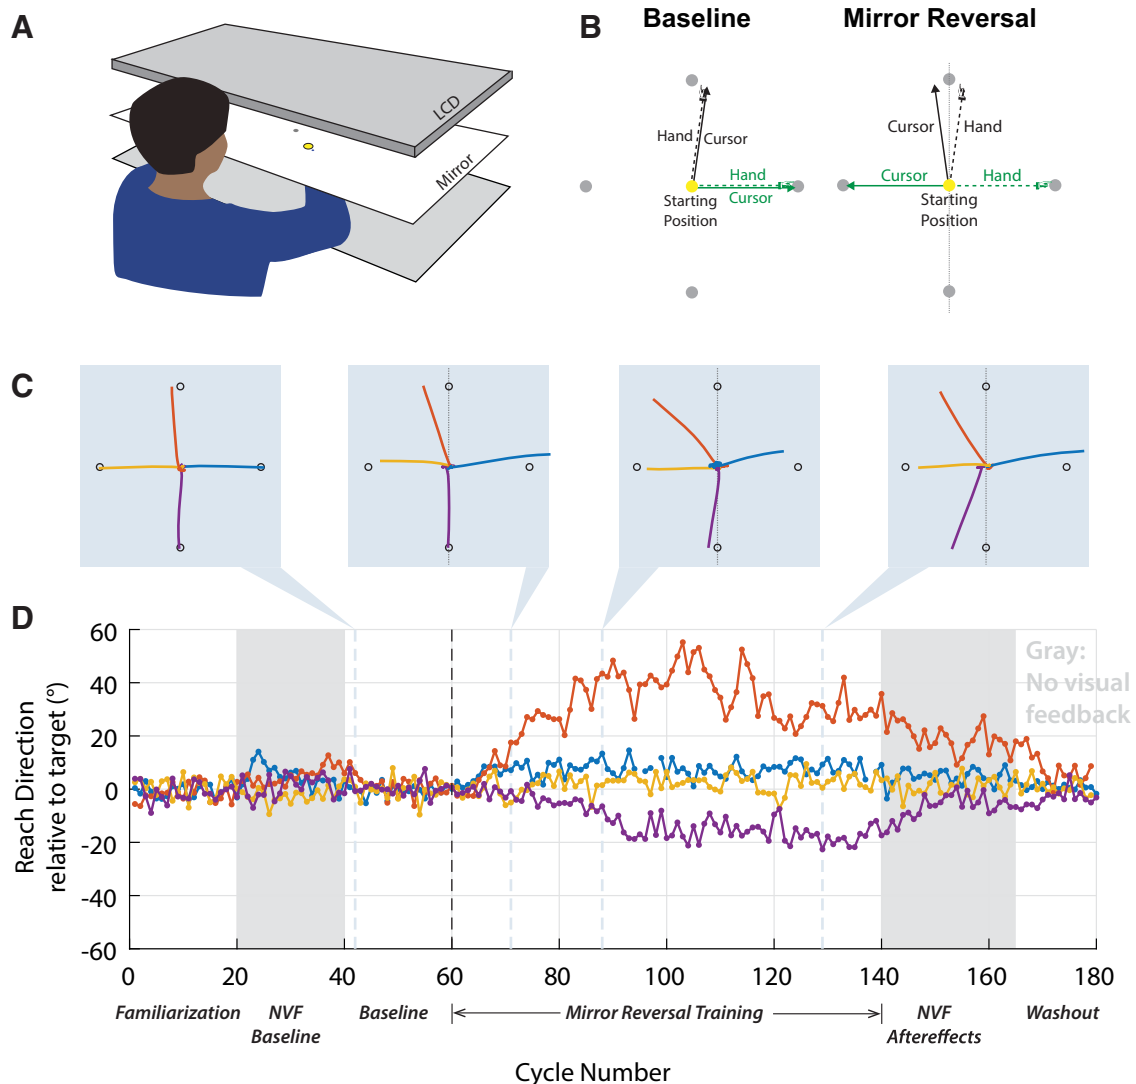 A
LCD
Mirror
B
Baseline
Mirror Reversal
Hand
Cursor
Hand
Cursor
Starting
Position
Cursor
Hand
Cursor
Hand
Starting
Position
C
D
Reach Direction
relative to target (°)
60
40
20
0
-20
-40
-60
Gray:
No visual
feedback
0
20
40
60
80
100
120
140
160
180
Familiarization
NVF
Baseline
Baseline
Mirror Reversal Training
NVF
Aftereffects
Washout
Cycle Number